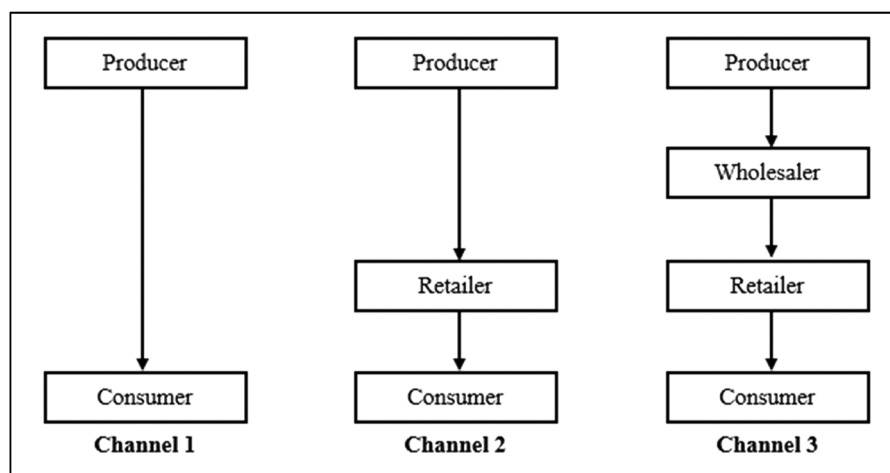 Producer
Producer
Producer
Wholesaler
Retailer
Retailer
Consumer
Consumer
Consumer
Channel 1
Channel 2
Channel 3